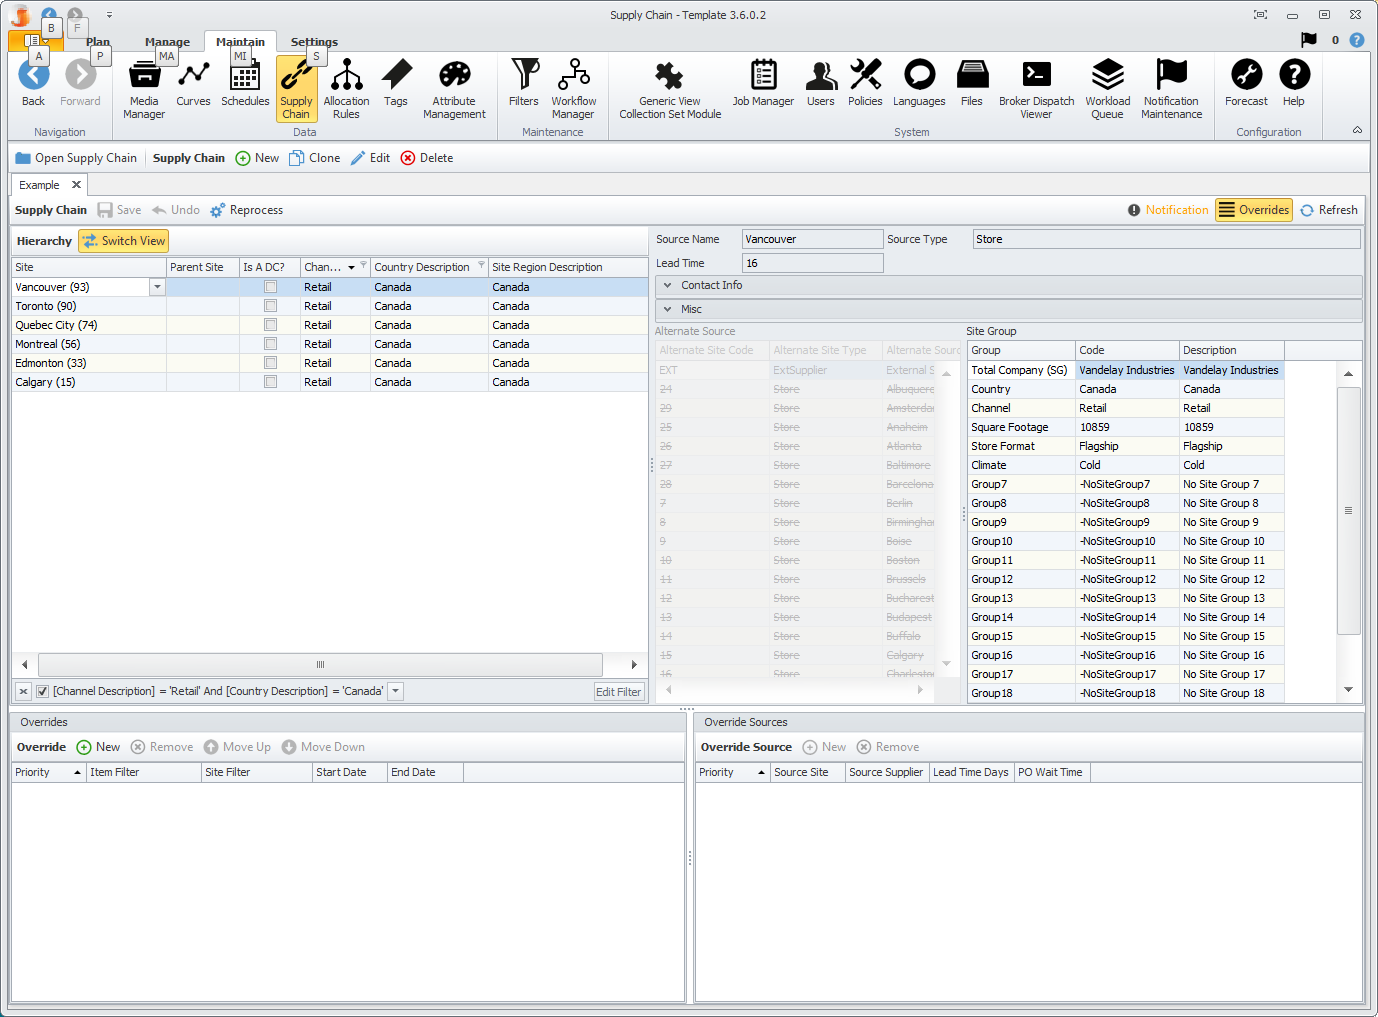 Supply Chain - Template 3.6.0.2
B
F
0
A
Plan
P
Manage
MA
Maintain
MI
Settings
S
Back
Forward
Navigation
Media Manager
Curves
Schedules
Supply Chain
Allocation Rules
Tags
Attribute Management
Data
Filters
Workflow Manager
Maintenance
Generic View Collection Set Module
Job Manager
Users
Policies
Languages
Files
Broker Dispatch Viewer
Workload Queue
Notification Maintenance
System
Forecast
Help
Configuration
Open Supply Chain Supply Chain New Clone Edit Delete
Example
Supply Chain Save Undo Reprocess
Notification Overrides Refresh
Hierarchy Switch View
Site Parent Site Is A DC? Chan... Country Description Site Region Description
Vancouver (93) Retail Canada Canada
Toronto (90) Retail Canada Canada
Quebec City (74) Retail Canada Canada
Montreal (56) Retail Canada Canada
Edmonton (33) Retail Canada Canada
Calgary (15) Retail Canada Canada
[Channel Description] = 'Retail' And [Country Description] = 'Canada'
Edit Filter
Source Name Vancouver Source Type Store
Lead Time 16
Contact Info
Misc
Alternate Source
Alternate Site Code Alternate Site Type Alternate Sourc
EXT ExtSupplier External S
24 Store Albuquerq
29 Store Amsterda
25 Store Anaheim
26 Store Atlanta
27 Store Baltimore
28 Store Barcelona
7 Store Berlin
8 Store Birmingha
9 Store Boise
10 Store Boston
11 Store Brussels
12 Store Bucharest
13 Store Budapest
14 Store Buffalo
15 Store Calgary
16 Store Charlesto
Site Group
Group Code Description
Total Company (SG) Vandelay Industries Vandelay Industries
Country Canada Canada
Channel Retail Retail
Square Footage 10859 10859
Store Format Flagship Flagship
Climate Cold Cold
Group7 -NoSiteGroup7 No Site Group 7
Group8 -NoSiteGroup8 No Site Group 8
Group9 -NoSiteGroup9 No Site Group 9
Group10 -NoSiteGroup10 No Site Group 10
Group11 -NoSiteGroup11 No Site Group 11
Group12 -NoSiteGroup12 No Site Group 12
Group13 -NoSiteGroup13 No Site Group 13
Group14 -NoSiteGroup14 No Site Group 14
Group15 -NoSiteGroup15 No Site Group 15
Group16 -NoSiteGroup16 No Site Group 16
Group17 -NoSiteGroup17 No Site Group 17
Group18 -NoSiteGroup18 No Site Group 18
Overrides
Override New Remove Move Up Move Down
Priority Item Filter Site Filter Start Date End Date
Override Sources
Override Source New Remove
Priority Source Site Source Supplier Lead Time Days PO Wait Time